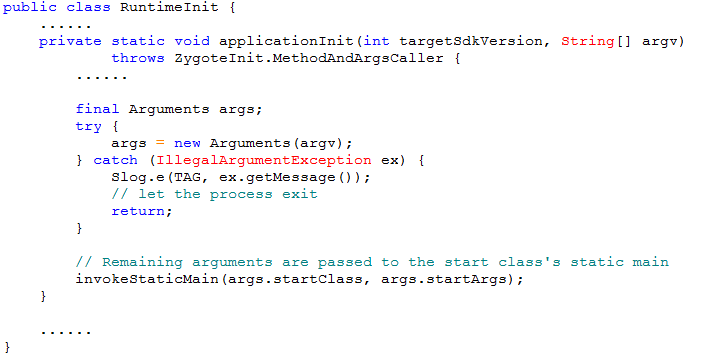 public class RuntimeInit {
    ......
    private static void applicationInit(int targetSdkVersion, String[] argv)
            throws ZygoteInit.MethodAndArgsCaller {
        ......

        final Arguments args;
        try {
            args = new Arguments(argv);
        } catch (IllegalArgumentException ex) {
            Slog.e(TAG, ex.getMessage());
            // let the process exit
            return;
        }

        // Remaining arguments are passed to the start class's static main
        invokeStaticMain(args.startClass, args.startArgs);
    }

    ......
}